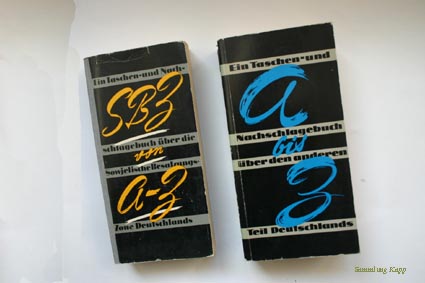 Ein Taschen-und Nach-
SBZ
schlagebuch über die
von
Sowjetische Besatzungs-
A-Z
Zone Deutschlands
Ein Taschen-und
a
Nachschlagebuch
bis
über den anderen
Z
Teil Deutschlands
Sammlung Kapp